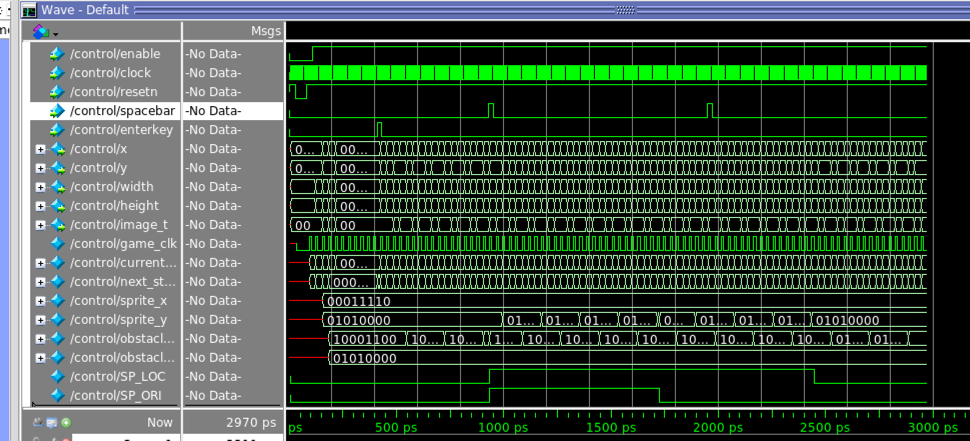 Wave - Default
Msgs
/control/enable -No Data-
/control/clock -No Data-
/control/resetn -No Data-
/control/spacebar -No Data-
/control/enterkey -No Data-
/control/x -No Data- 0... 00...
/control/y -No Data- 0... 00...
/control/width -No Data- 00...
/control/height -No Data- 00...
/control/image_t -No Data- 00 00
/control/game_clk -No Data-
/control/current... -No Data- 00...
/control/next_st... -No Data- 000...
/control/sprite_x -No Data- 00011110
/control/sprite_y -No Data- 01010000 01... 01... 01... 01... 0... 01... 01... 01... 01010000
/control/obstacl... -No Data- 10001100 10... 10... 1... 10... 10... 10... 10... 10... 10... 10... 01... 01...
/control/obstacl... -No Data- 01010000
/control/SP_LOC -No Data-
/control/SP_ORI -No Data-
Now 2970 ps ps 500 ps 1000 ps 1500 ps 2000 ps 2500 ps 3000 ps